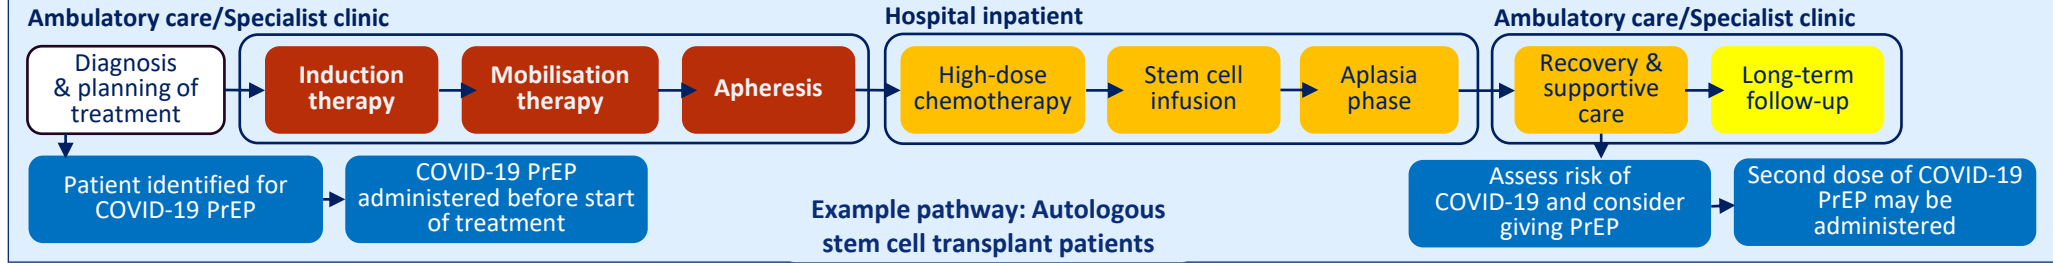 Ambulatory care/Specialist clinic
Hospital inpatient
Ambulatory care/Specialist clinic
Diagnosis
& planning of
treatment
Induction
therapy
Mobilisation
therapy
Apheresis
High-dose
chemotherapy
Stem cell
infusion
Aplasia
phase
Recovery &
supportive
care
Long-term
follow-up
Patient identified for
COVID-19 PrEP
COVID-19 PrEP
administered before start
of treatment
Example pathway: Autologous
stem cell transplant patients
Assess risk of
COVID-19 and consider
giving PrEP
Second dose of COVID-19
PrEP may be
administered